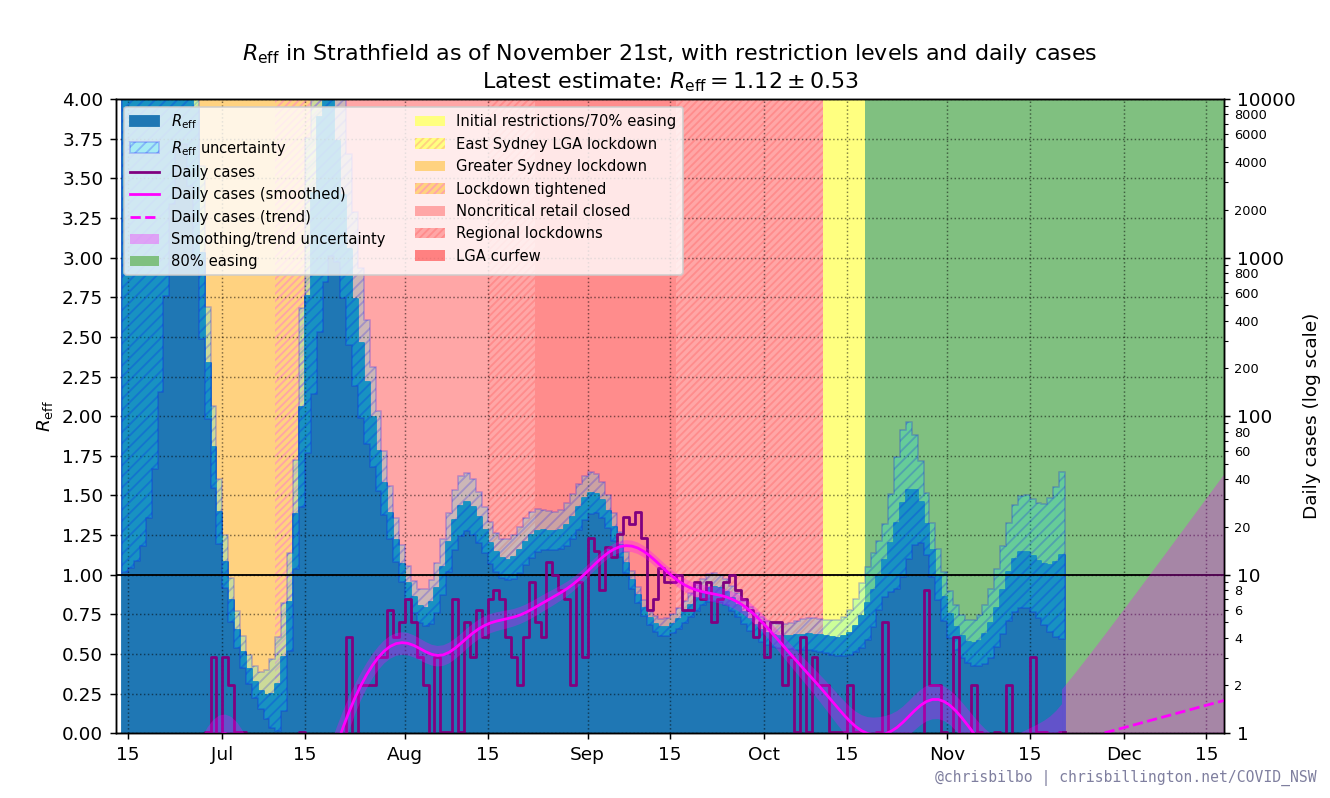 Reff in Strathfield as of November 21st, with restriction levels and daily cases
Latest estimate: Reff = 1.12 ± 0.53
4.00
3.75
3.50
3.25
3.00
2.75
2.50
2.25
2.00
1.75
1.50
1.25
1.00
0.75
0.50
0.25
0.00
Reff
Reff
Reff uncertainty
Daily cases
Daily cases (smoothed)
Daily cases (trend)
Smoothing/trend uncertainty
80% easing
Initial restrictions/70% easing
East Sydney LGA lockdown
Greater Sydney lockdown
Lockdown tightened
Noncritical retail closed
Regional lockdowns
LGA curfew
10000
8000
6000
4000
2000
1000
800
600
400
200
100
80
60
40
20
10
8
6
4
2
1
Daily cases (log scale)
15 Jul 15 Aug 15 Sep 15 Oct 15 Nov 15 Dec 15
@chrisbilbo | chrisbillington.net/COVID_NSW